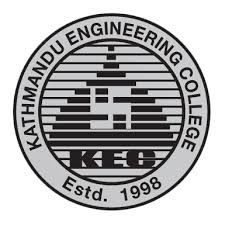 KATHMANDU ENGINEERING COLLEGE
KEC
Estd. 1998